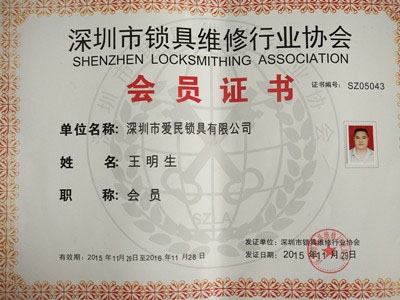 深圳市锁具维修行业协会
SHENZHEN LOCKSMITHING ASSOCIATION
证书编号: SZ05043
会员证书
单位名称: 深圳市爱民锁具有限公司
姓 名: 王明生
职 称: 会员
SZLA
发证单位: 深圳市锁具维修行业协会
有效期: 2015年11月29日至2016年11月28日
发证日期: 2015年11月29日